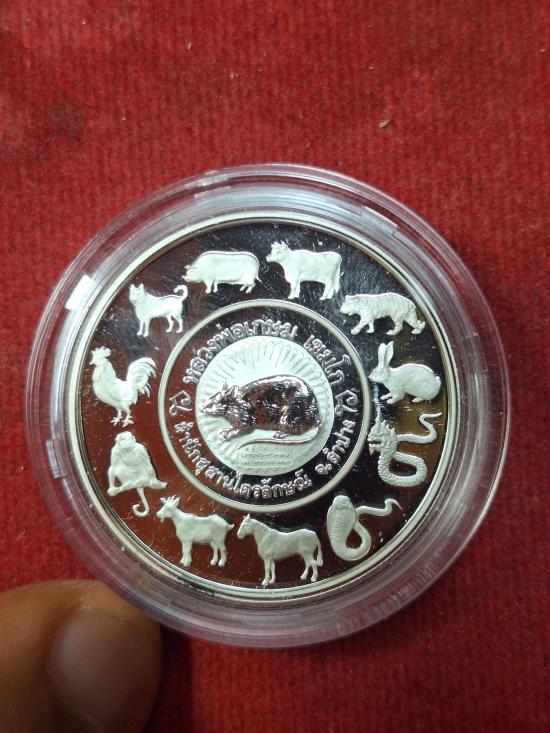 หลวงพ่อเกษม เขมโก
สำนักสุสานไตรลักษณ์ จ.ลำปาง